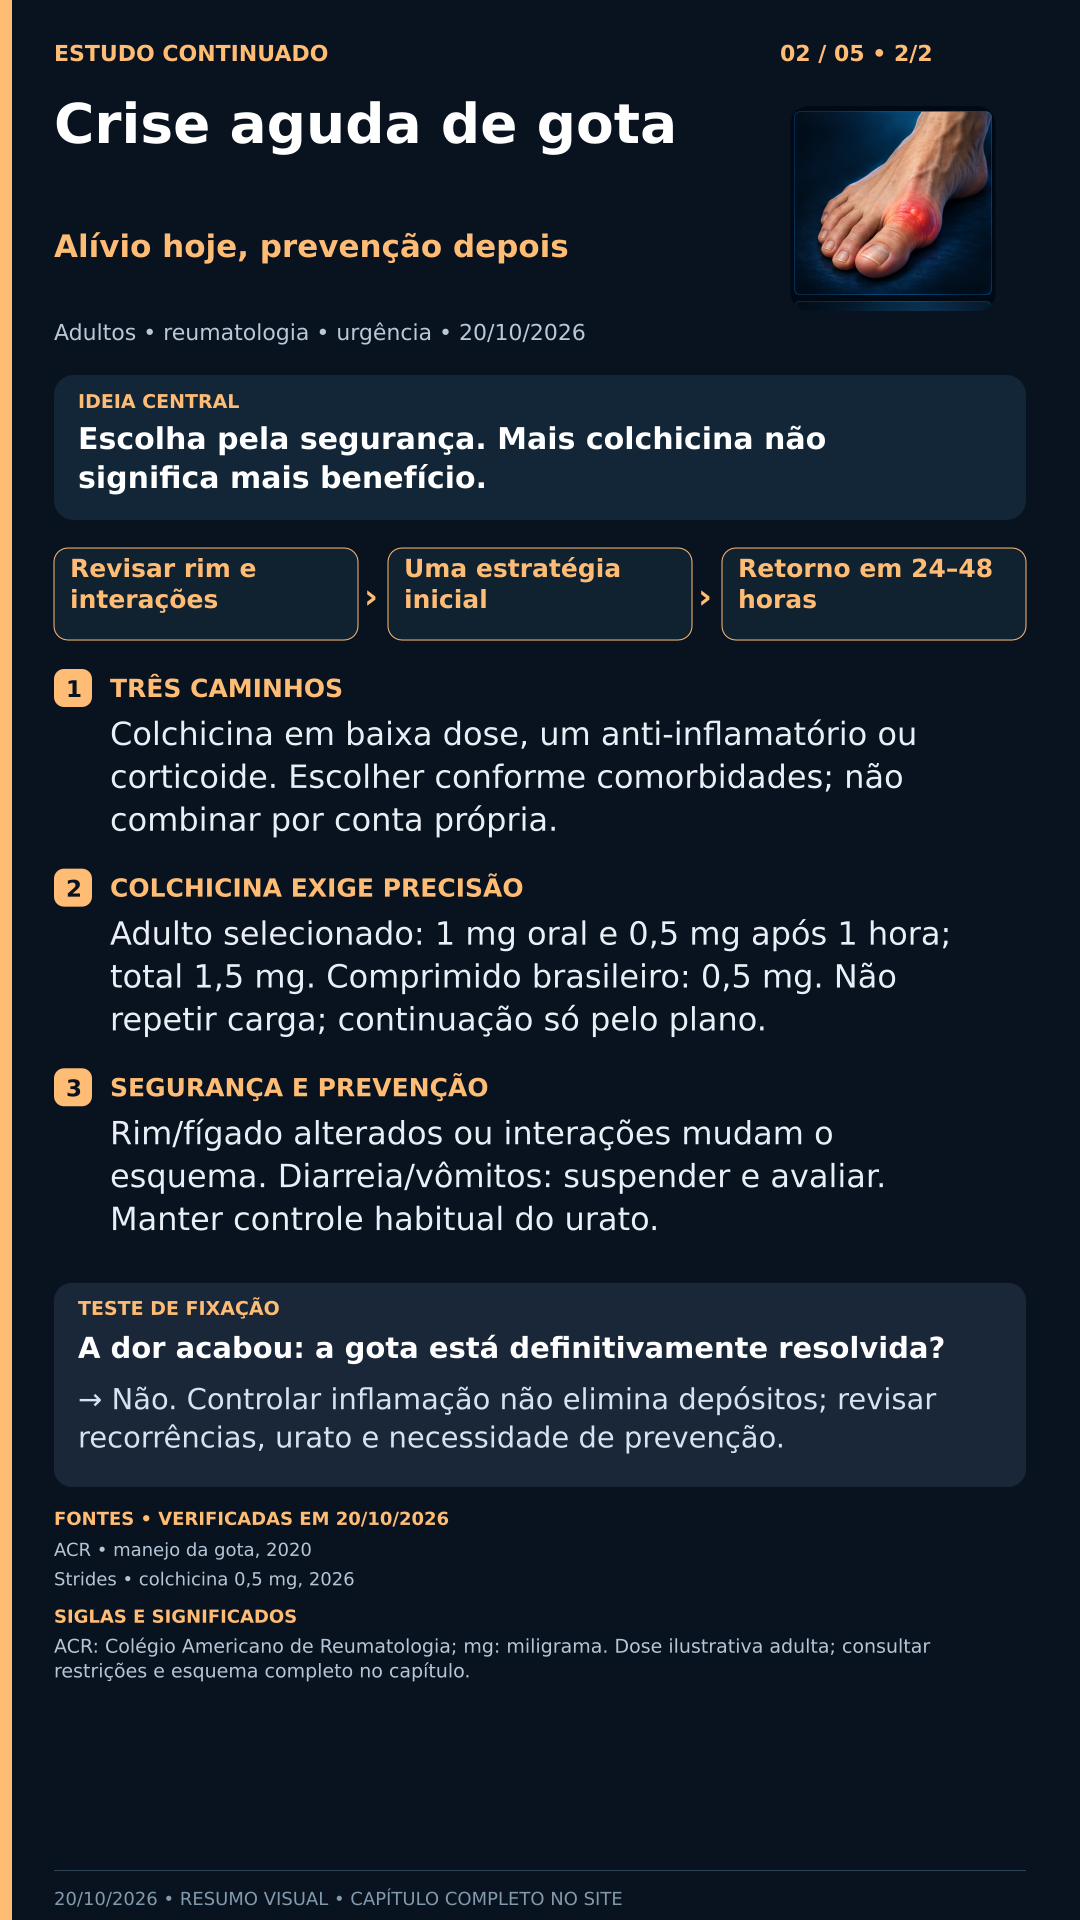 ESTUDO CONTINUADO
02 / 05 • 2/2
Crise aguda de gota
Alívio hoje, prevenção depois
Adultos • reumatologia • urgência • 20/10/2026
IDEIA CENTRAL
Escolha pela segurança. Mais colchicina não
significa mais benefício.
Revisar rim e
interações
›
Uma estratégia
inicial
›
Retorno em 24–48
horas
1 TRÊS CAMINHOS
Colchicina em baixa dose, um anti-inflamatório ou
corticoide. Escolher conforme comorbidades; não
combinar por conta própria.
2 COLCHICINA EXIGE PRECISÃO
Adulto selecionado: 1 mg oral e 0,5 mg após 1 hora;
total 1,5 mg. Comprimido brasileiro: 0,5 mg. Não
repetir carga; continuação só pelo plano.
3 SEGURANÇA E PREVENÇÃO
Rim/fígado alterados ou interações mudam o
esquema. Diarreia/vômitos: suspender e avaliar.
Manter controle habitual do urato.
TESTE DE FIXAÇÃO
A dor acabou: a gota está definitivamente resolvida?
→ Não. Controlar inflamação não elimina depósitos; revisar
recorrências, urato e necessidade de prevenção.
FONTES • VERIFICADAS EM 20/10/2026
ACR • manejo da gota, 2020
Strides • colchicina 0,5 mg, 2026
SIGLAS E SIGNIFICADOS
ACR: Colégio Americano de Reumatologia; mg: miligrama. Dose ilustrativa adulta; consultar
restrições e esquema completo no capítulo.
20/10/2026 • RESUMO VISUAL • CAPÍTULO COMPLETO NO SITE